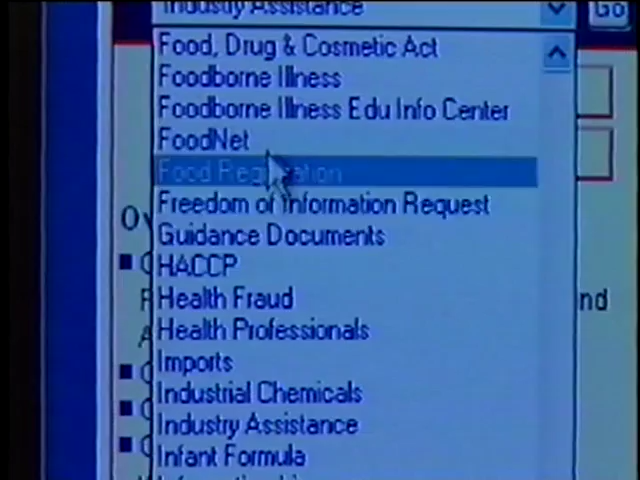 Industry Assistance
Go
Food, Drug & Cosmetic Act
Foodborne Illness
Foodborne Illness Edu Info Center
FoodNet
Food Registration
Freedom of Information Request
Guidance Documents
HACCP
Health Fraud
Health Professionals
nd
Imports
Industrial Chemicals
Industry Assistance
Infant Formula